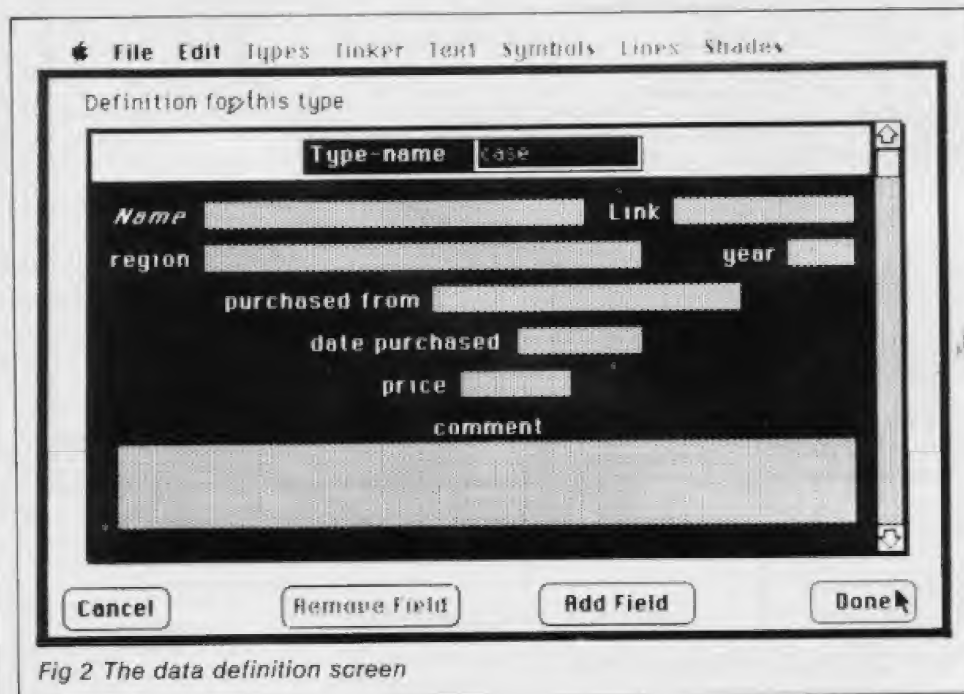 File Edit Types Tinker Text Symbols Lines Shades
Definition for this type
Type-name case
Name Link
region year
purchased from
date purchased
price
comment
Cancel Remove Field Add Field Done
Fig 2 The data definition screen